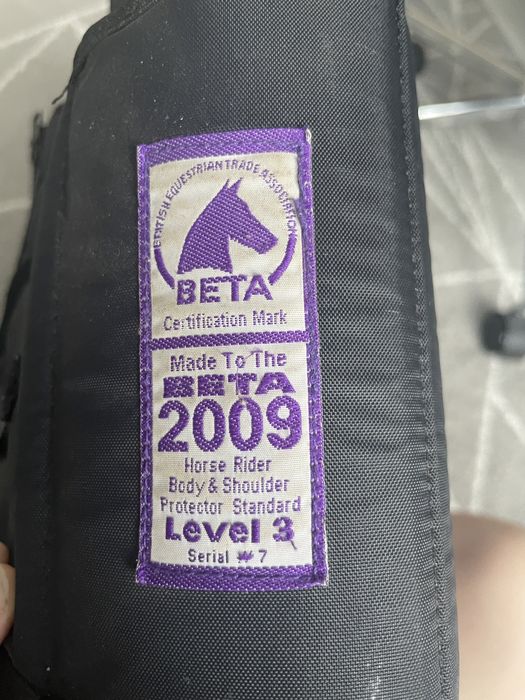 BRITISH EQUESTRIAN TRADE ASSOCIATION
BETA
Certification Mark
Made To The
BETA
2009
Horse Rider
Body & Shoulder
Protector Standard
Level 3
Serial № 7